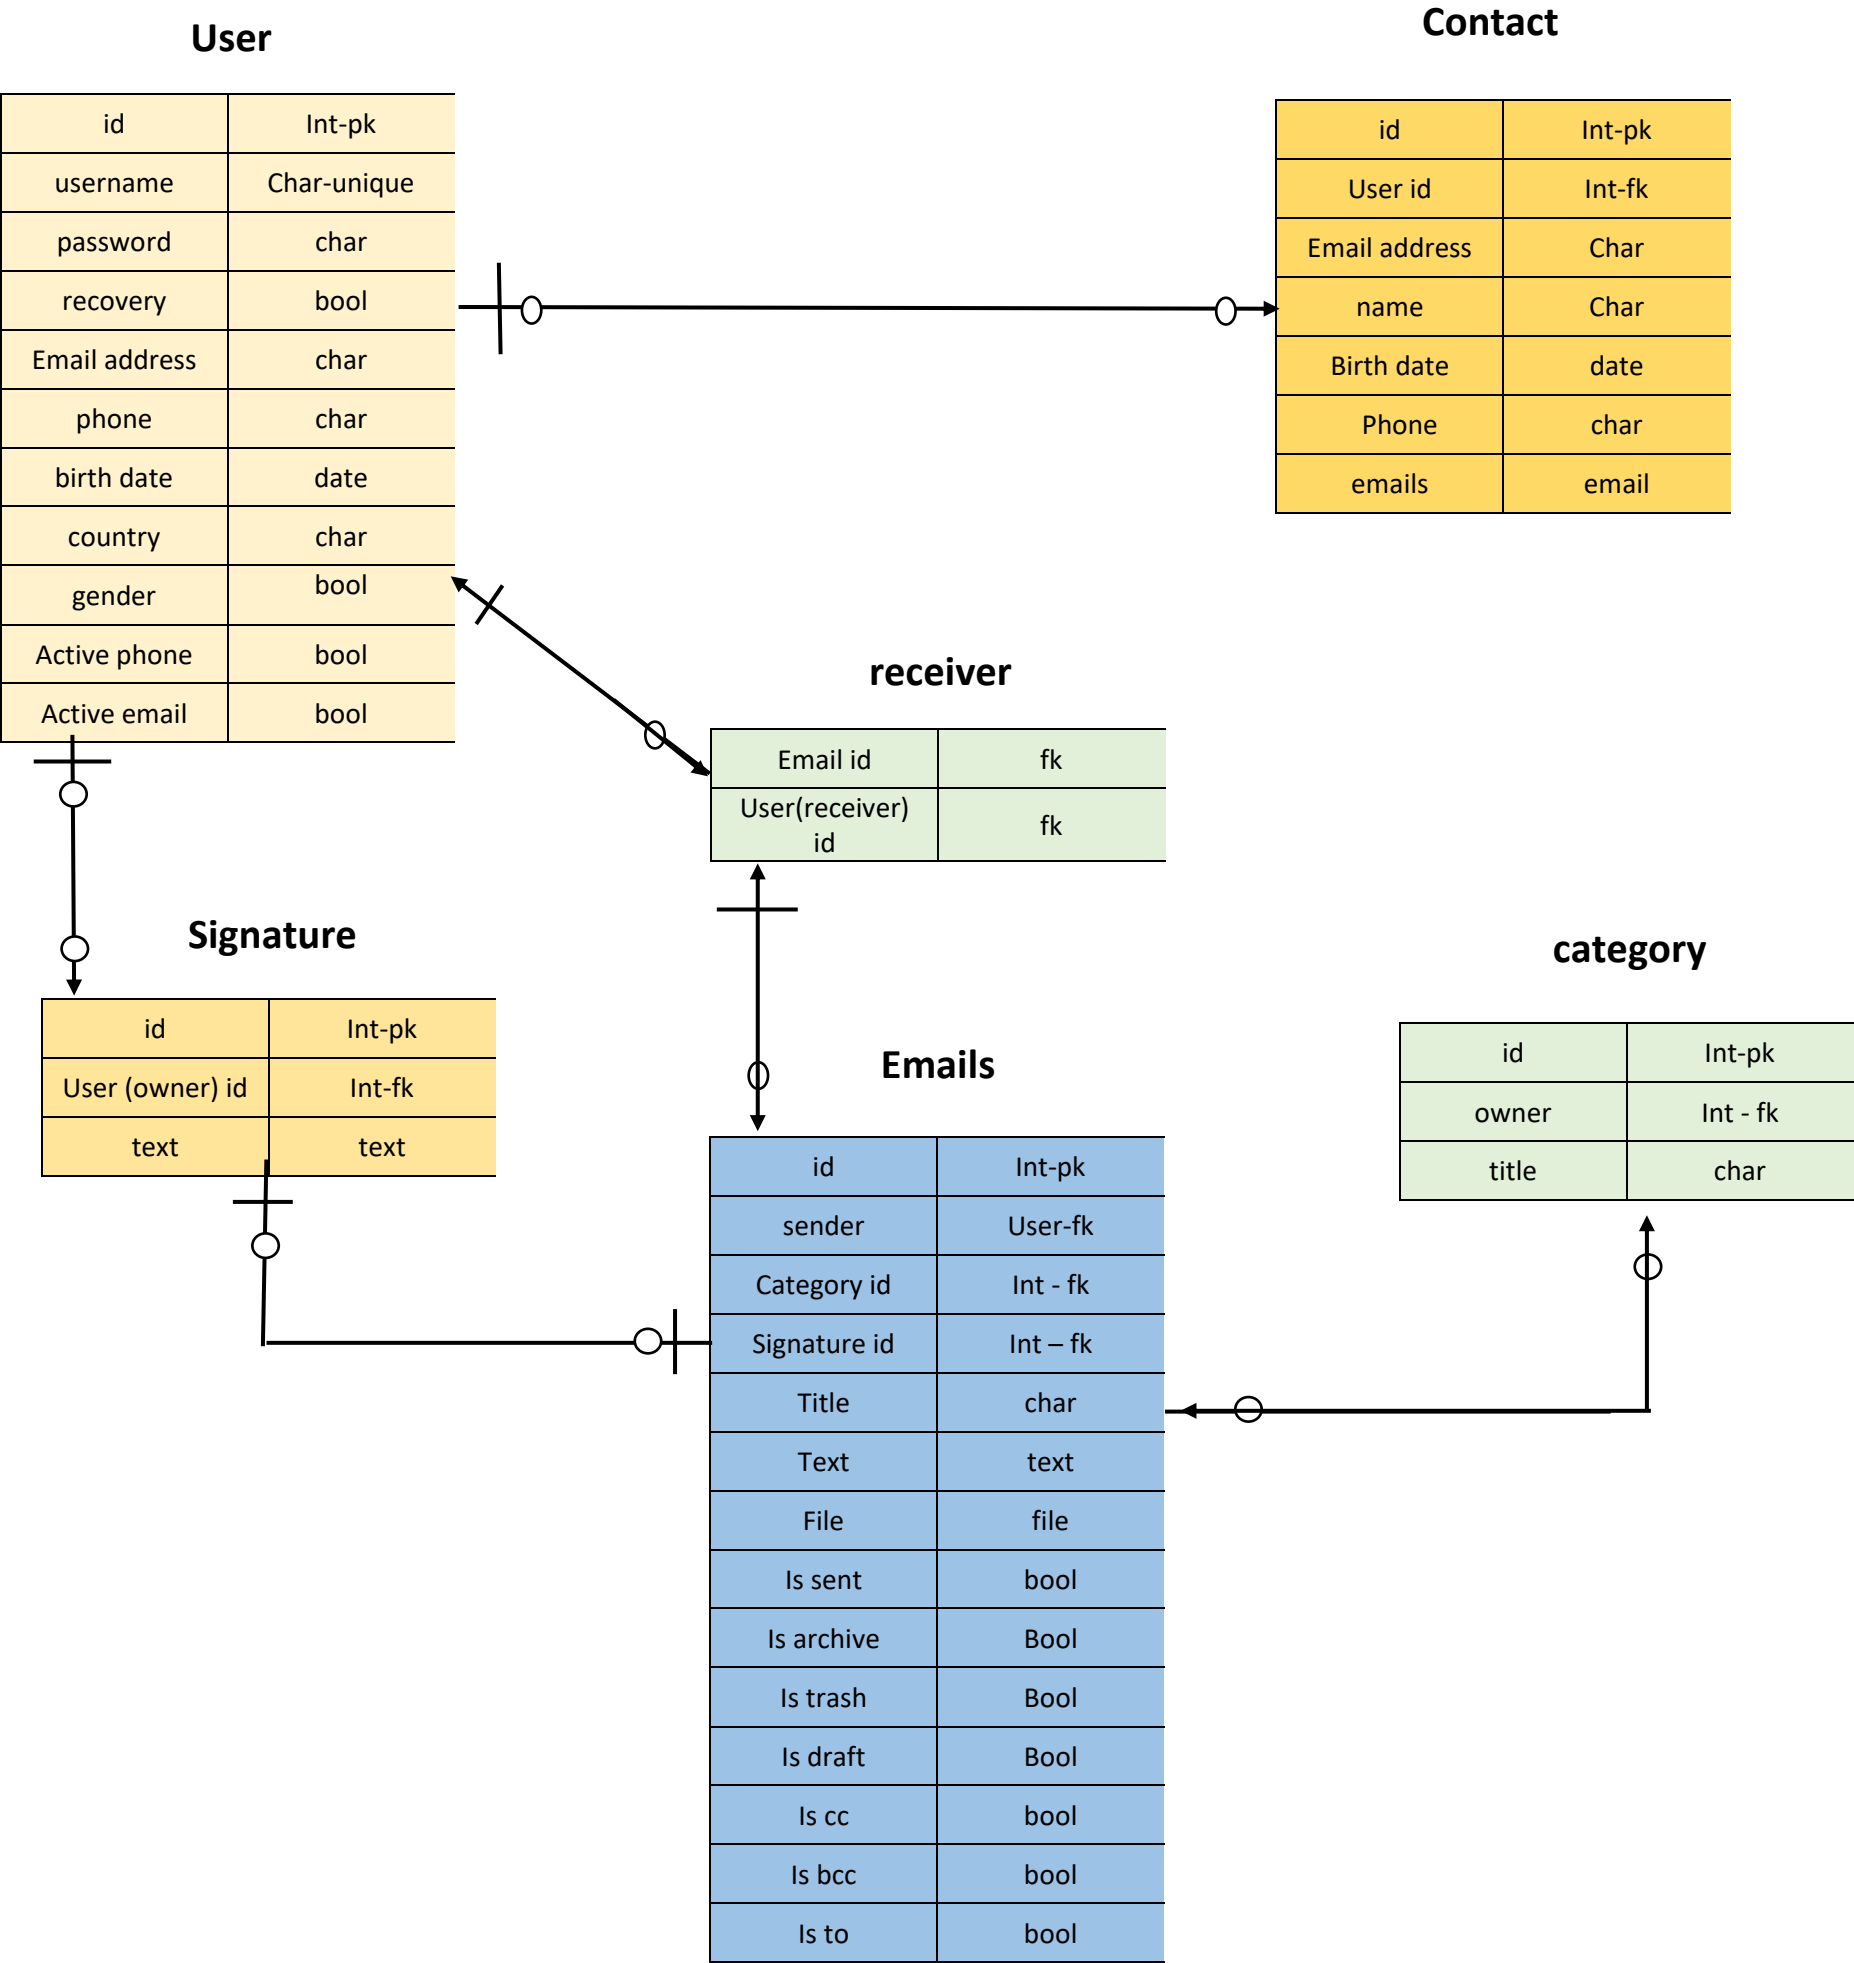 User
id Int-pk
username Char-unique
password char
recovery bool
Email address char
phone char
birth date date
country char
gender bool
Active phone bool
Active email bool
Contact
id Int-pk
User id Int-fk
Email address Char
name Char
Birth date date
Phone char
emails email
receiver
Email id fk
User(receiver)
id fk
Signature
id Int-pk
User (owner) id Int-fk
text text
Emails
id Int-pk
sender User-fk
Category id Int - fk
Signature id Int – fk
Title char
Text text
File file
Is sent bool
Is archive Bool
Is trash Bool
Is draft Bool
Is cc bool
Is bcc bool
Is to bool
category
id Int-pk
owner Int - fk
title char